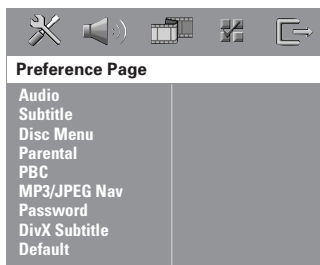 Preference Page
Audio
Subtitle
Disc Menu
Parental
PBC
MP3/JPEG Nav
Password
DivX Subtitle
Default